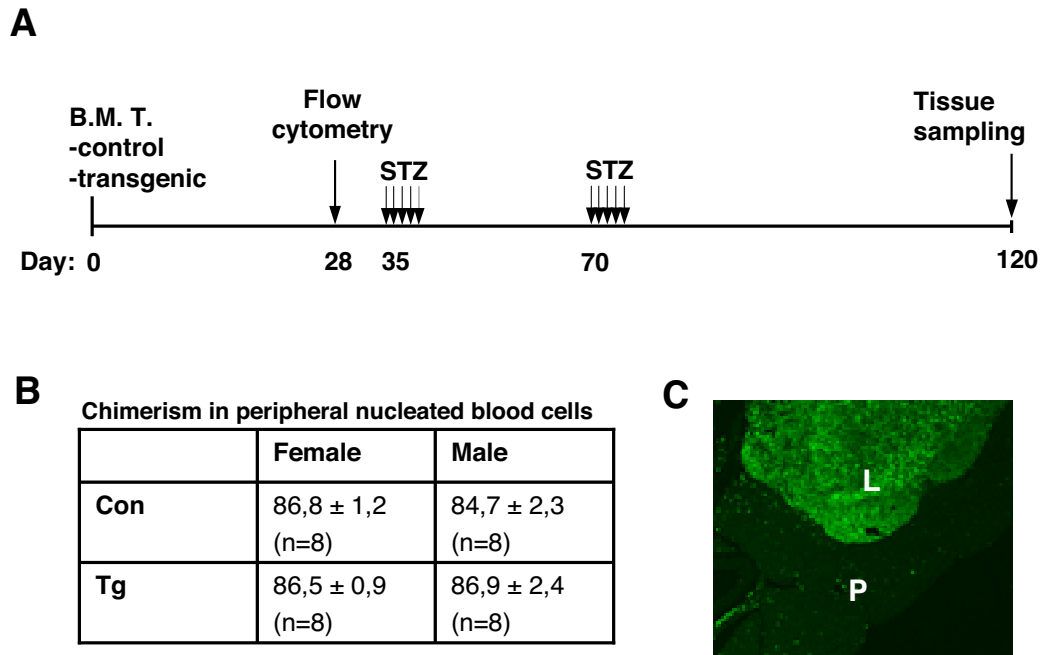 A
B.M. T.
-control
-transgenic
Flow
cytometry
STZ
STZ
Tissue
sampling
Day: 0 28 35 70 120
B
Chimerism in peripheral nucleated blood cells
Female Male
Con 86,8 ± 1,2 84,7 ± 2,3
(n=8) (n=8)
Tg 86,5 ± 0,9 86,9 ± 2,4
(n=8) (n=8)
C
L
P